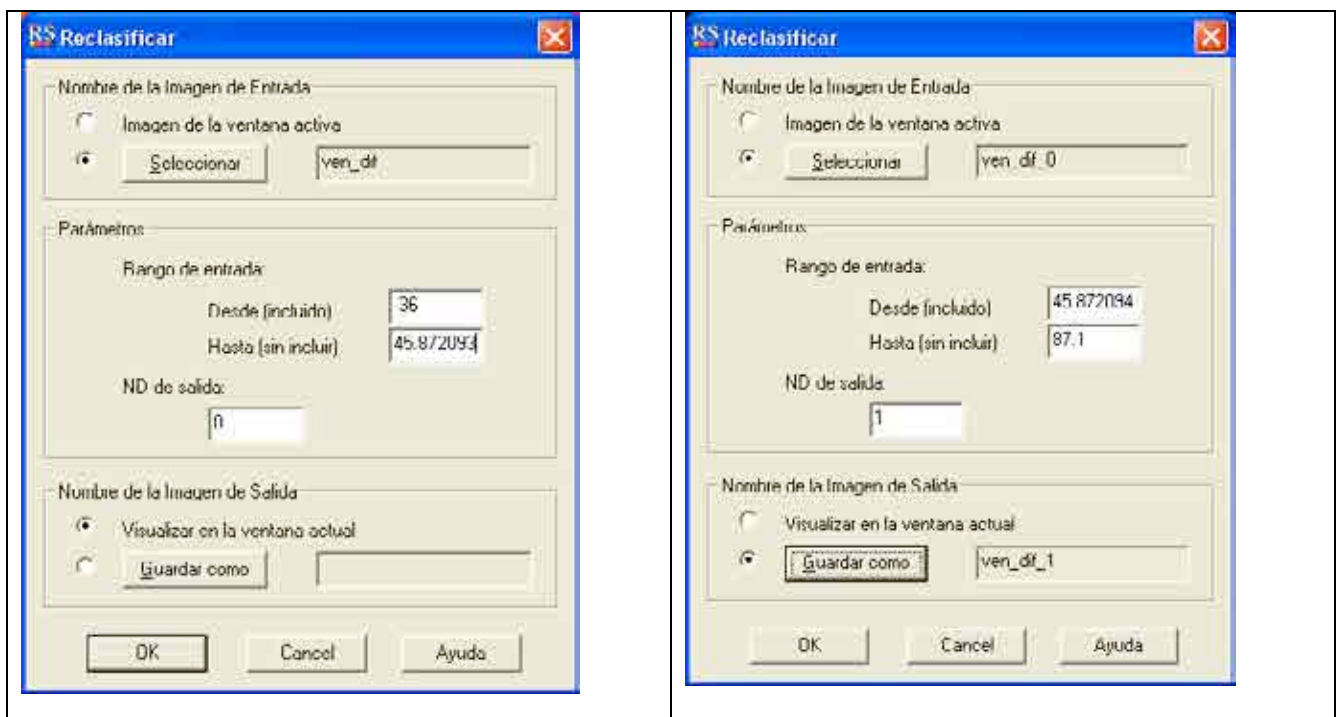 RS Reclasificar
Nombre de la Imagen de Entrada
Imagen de la ventana activa
Seleccionar ven_dif
Parámetros
Rango de entrada:
Desde (incluido) 36
Hasta (sin incluir) 45.872093
ND de salida:
0
Nombre de la Imagen de Salida
Visualizar en la ventana actual
Guardar como
OK Cancel Ayuda
RS Reclasificar
Nombre de la Imagen de Entrada
Imagen de la ventana activa
Seleccionar ven_dif_0
Parámetros
Rango de entrada:
Desde (incluido) 45.872094
Hasta (sin incluir) 87.1
ND de salida:
1
Nombre de la Imagen de Salida
Visualizar en la ventana actual
Guardar como ven_dif_1
OK Cancel Ayuda